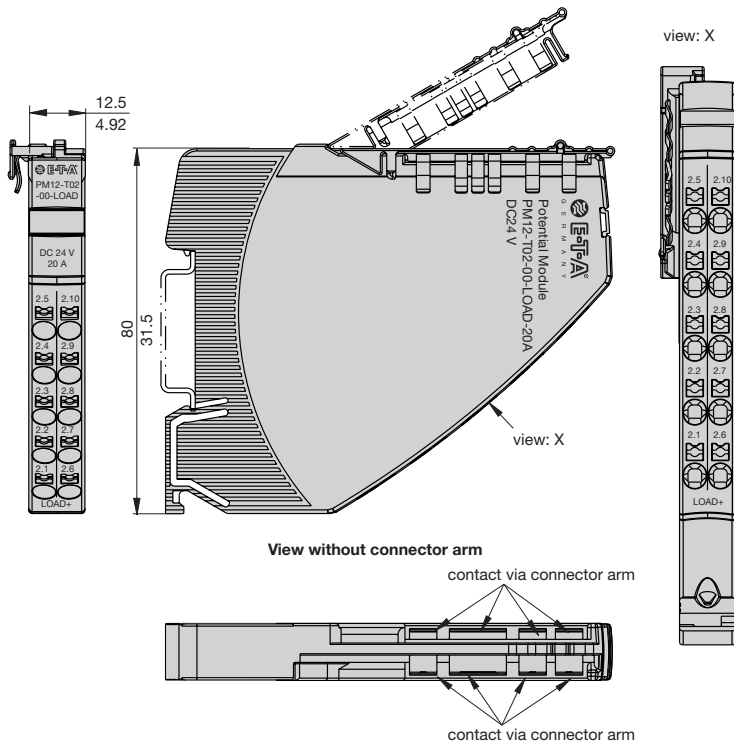 view: X
12.5
4.92
E-T-A
PM12-T02
-00-LOAD
DC 24 V
20 A
2.5 2.10
2.4 2.9
2.3 2.8
2.2 2.7
2.1 2.6
LOAD+
80
31.5
E-T-A®
GERMANY
Potential Module
PM12-T02-00-LOAD-20A
DC24 V
view: X
2.5 2.10
2.4 2.9
2.3 2.8
2.2 2.7
2.1 2.6
LOAD+
View without connector arm
contact via connector arm
contact via connector arm